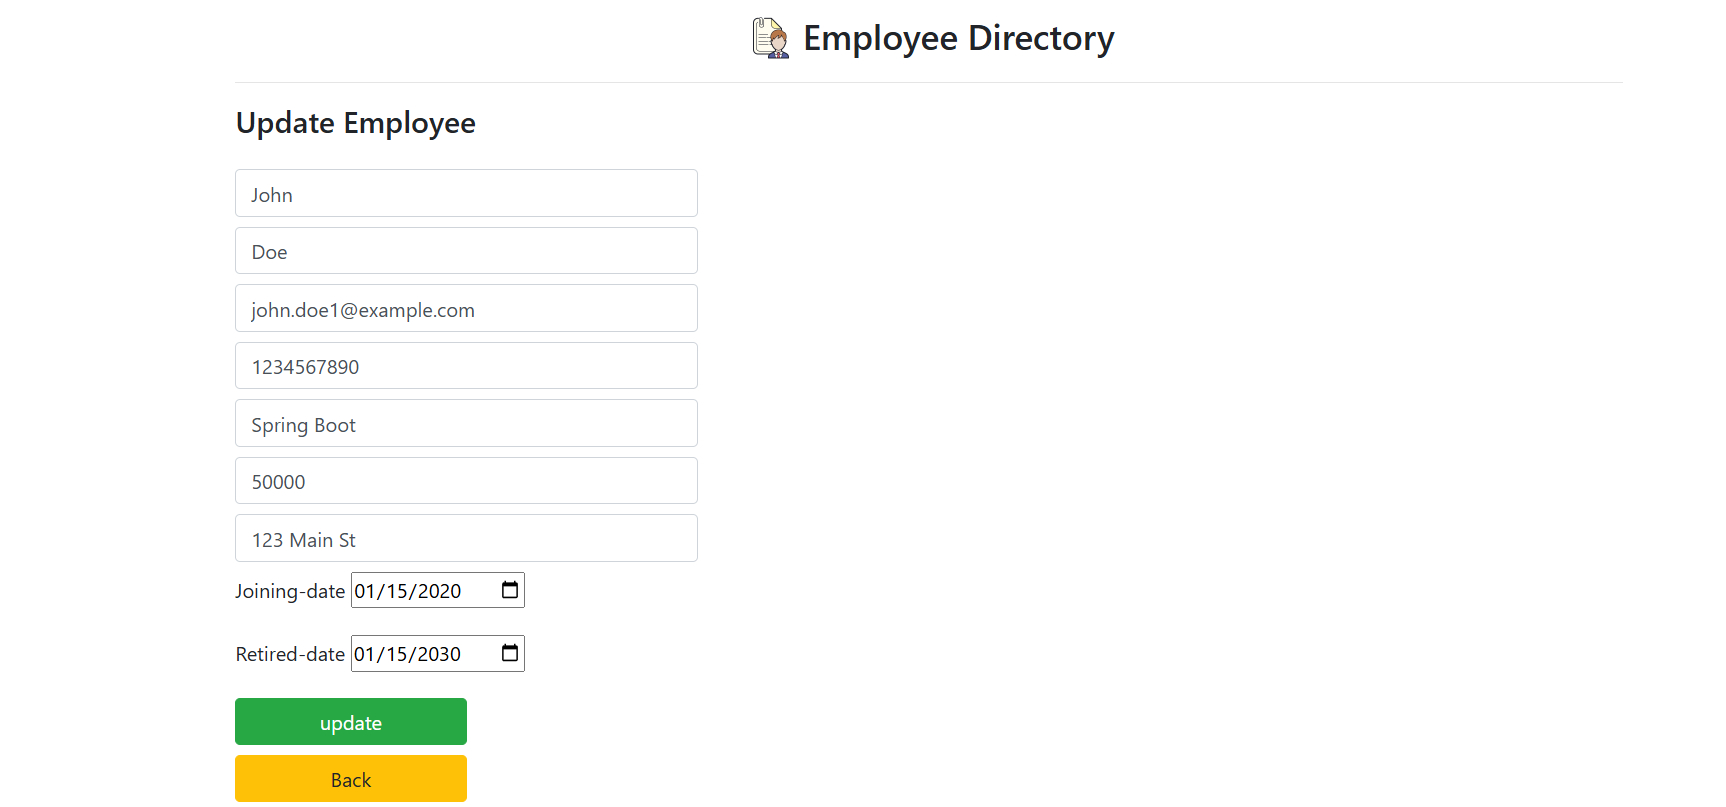 Employee Directory
Update Employee
John
Doe
john.doe1@example.com
1234567890
Spring Boot
50000
123 Main St
Joining-date 01/15/2020
Retired-date 01/15/2030
update
Back